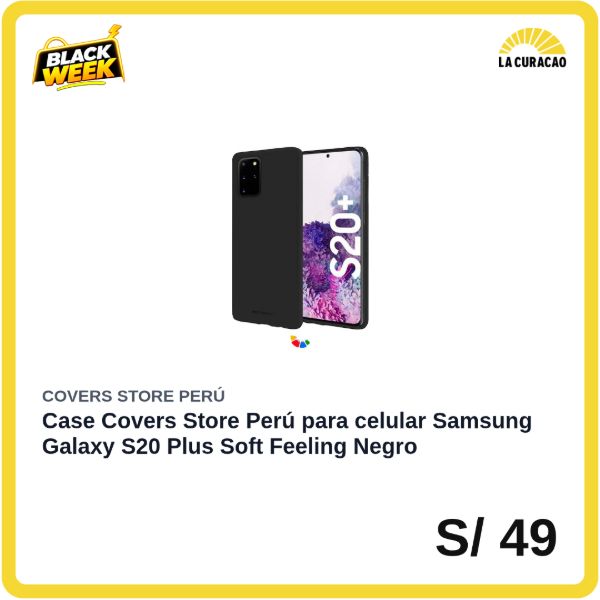 BLACK
WEEK
LA CURACAO
S20+
COVERS STORE PERÚ
Case Covers Store Perú para celular Samsung
Galaxy S20 Plus Soft Feeling Negro
S/ 49